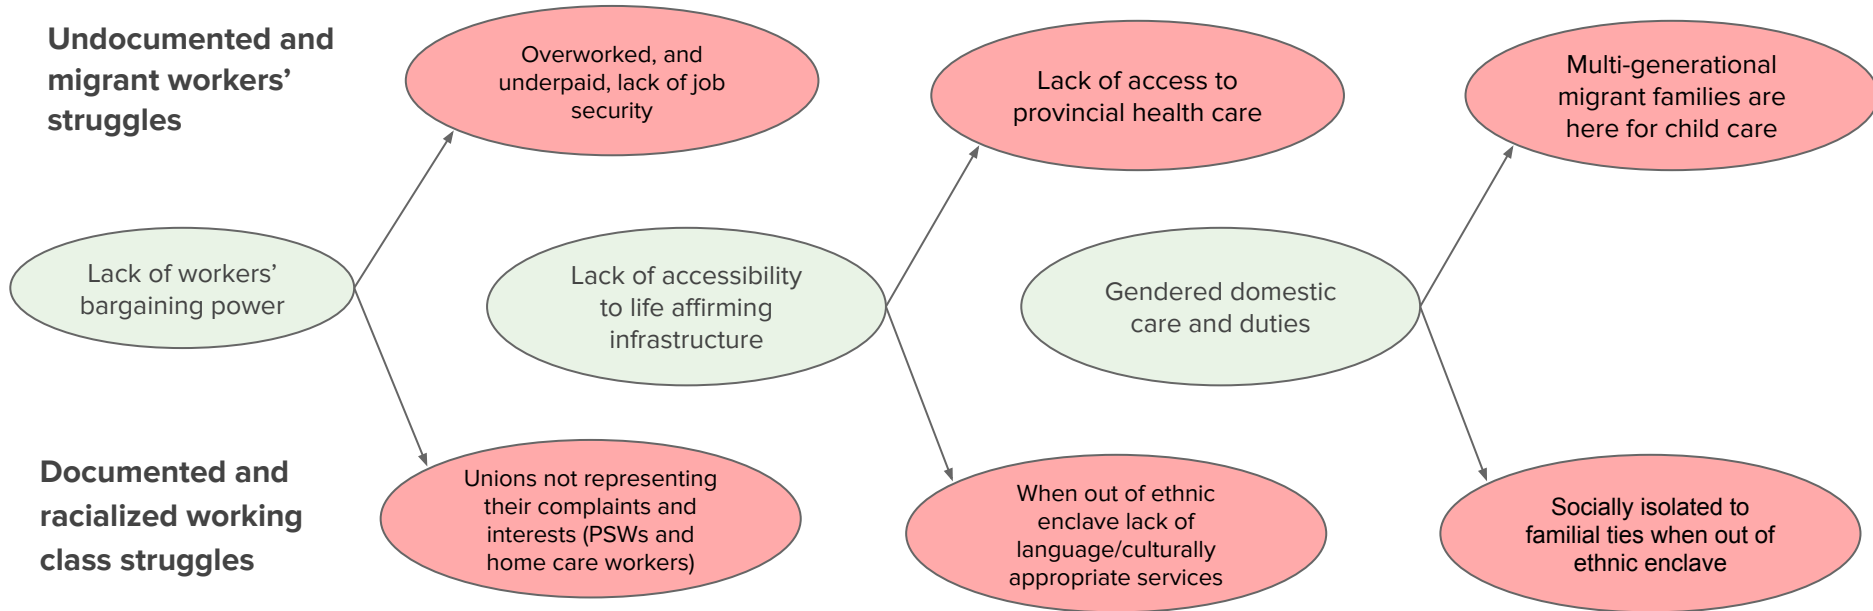 Undocumented and
migrant workers'
struggles
Overworked, and
underpaid, lack of job
security
Lack of access to
provincial health care
Multi-generational
migrant families are
here for child care
Lack of workers'
bargaining power
Lack of accessibility
to life affirming
infrastructure
Gendered domestic
care and duties
Documented and
racialized working
class struggles
Unions not representing
their complaints and
interests (PSWs and
home care workers)
When out of ethnic
enclave lack of
language/culturally
appropriate services
Socially isolated to
familial ties when out of
ethnic enclave